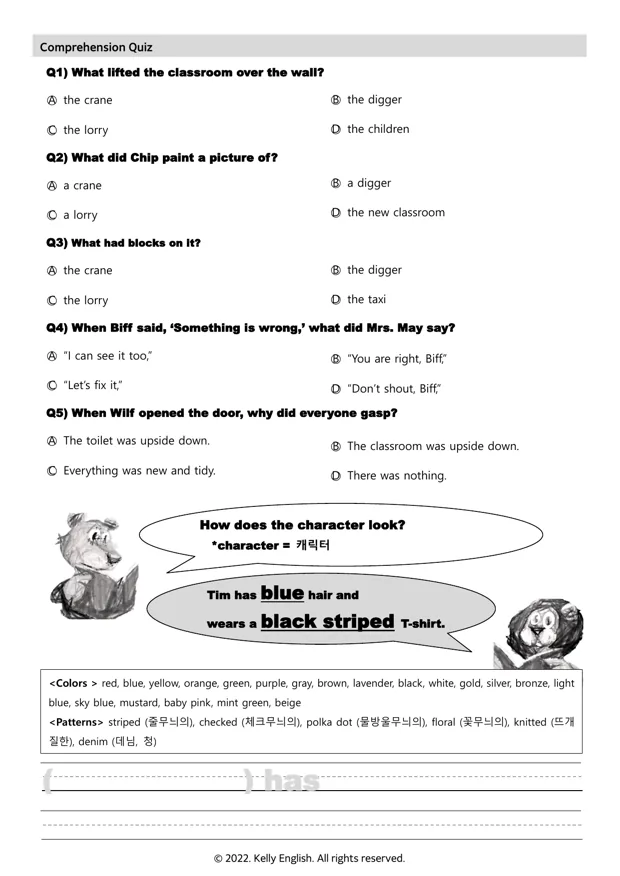 Comprehension Quiz
Q1) What lifted the classroom over the wall?
Ⓐ the crane Ⓑ the digger
Ⓒ the lorry Ⓓ the children
Q2) What did Chip paint a picture of?
Ⓐ a crane Ⓑ a digger
Ⓒ a lorry Ⓓ the new classroom
Q3) What had blocks on it?
Ⓐ the crane Ⓑ the digger
Ⓒ the lorry Ⓓ the taxi
Q4) When Biff said, ‘Something is wrong,’ what did Mrs. May say?
Ⓐ “I can see it too,” Ⓑ “You are right, Biff,”
Ⓒ “Let’s fix it,” Ⓓ “Don’t shout, Biff,”
Q5) When Wilf opened the door, why did everyone gasp?
Ⓐ The toilet was upside down. Ⓑ The classroom was upside down.
Ⓒ Everything was new and tidy. Ⓓ There was nothing.
How does the character look?
*character = 캐릭터
Tim has blue hair and
wears a black striped T-shirt.
<Colors > red, blue, yellow, orange, green, purple, gray, brown, lavender, black, white, gold, silver, bronze, light
blue, sky blue, mustard, baby pink, mint green, beige
<Patterns> striped (줄무늬의), checked (체크무늬의), polka dot (물방울무늬의), floral (꽃무늬의), knitted (뜨개
질한), denim (데님, 청)
( ) has
© 2022. Kelly English. All rights reserved.